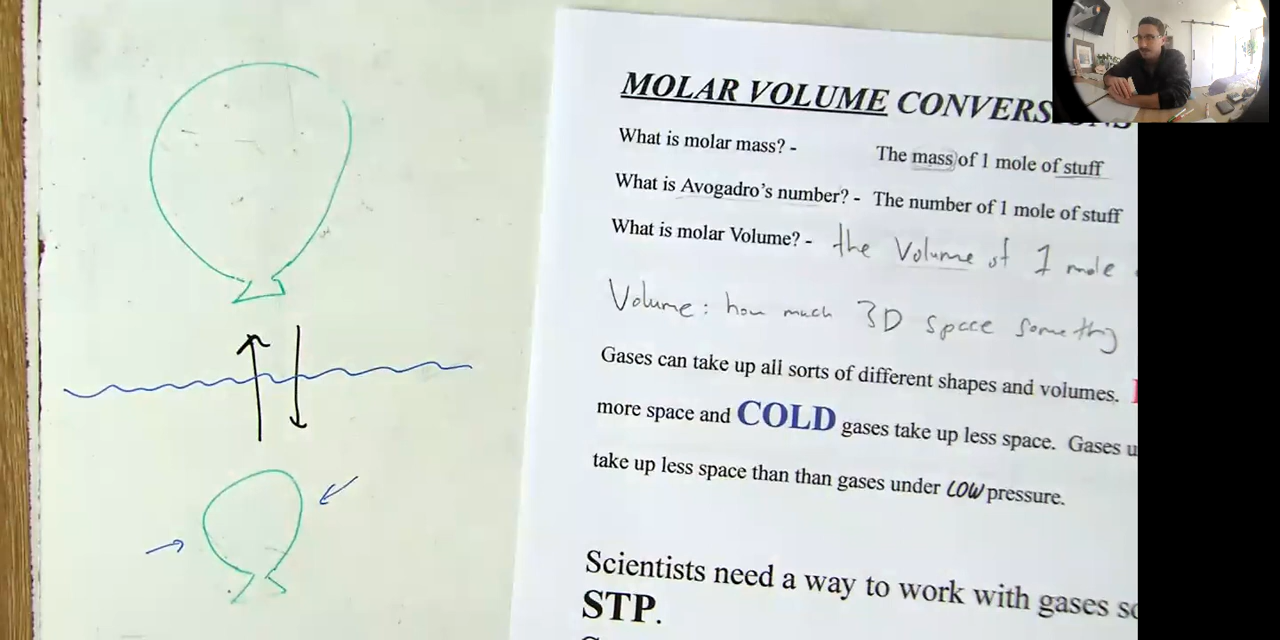 MOLAR VOLUME CONVERSIONS
What is molar mass? - The mass of 1 mole of stuff
What is Avogadro's number? - The number of 1 mole of stuff
What is molar Volume? - the Volume of 1 mole
Volume: how much 3D space somethg
Gases can take up all sorts of different shapes and volumes.
more space and COLD gases take up less space. Gases u
take up less space than than gases under LOW pressure.
Scientists need a way to work with gases so
STP.